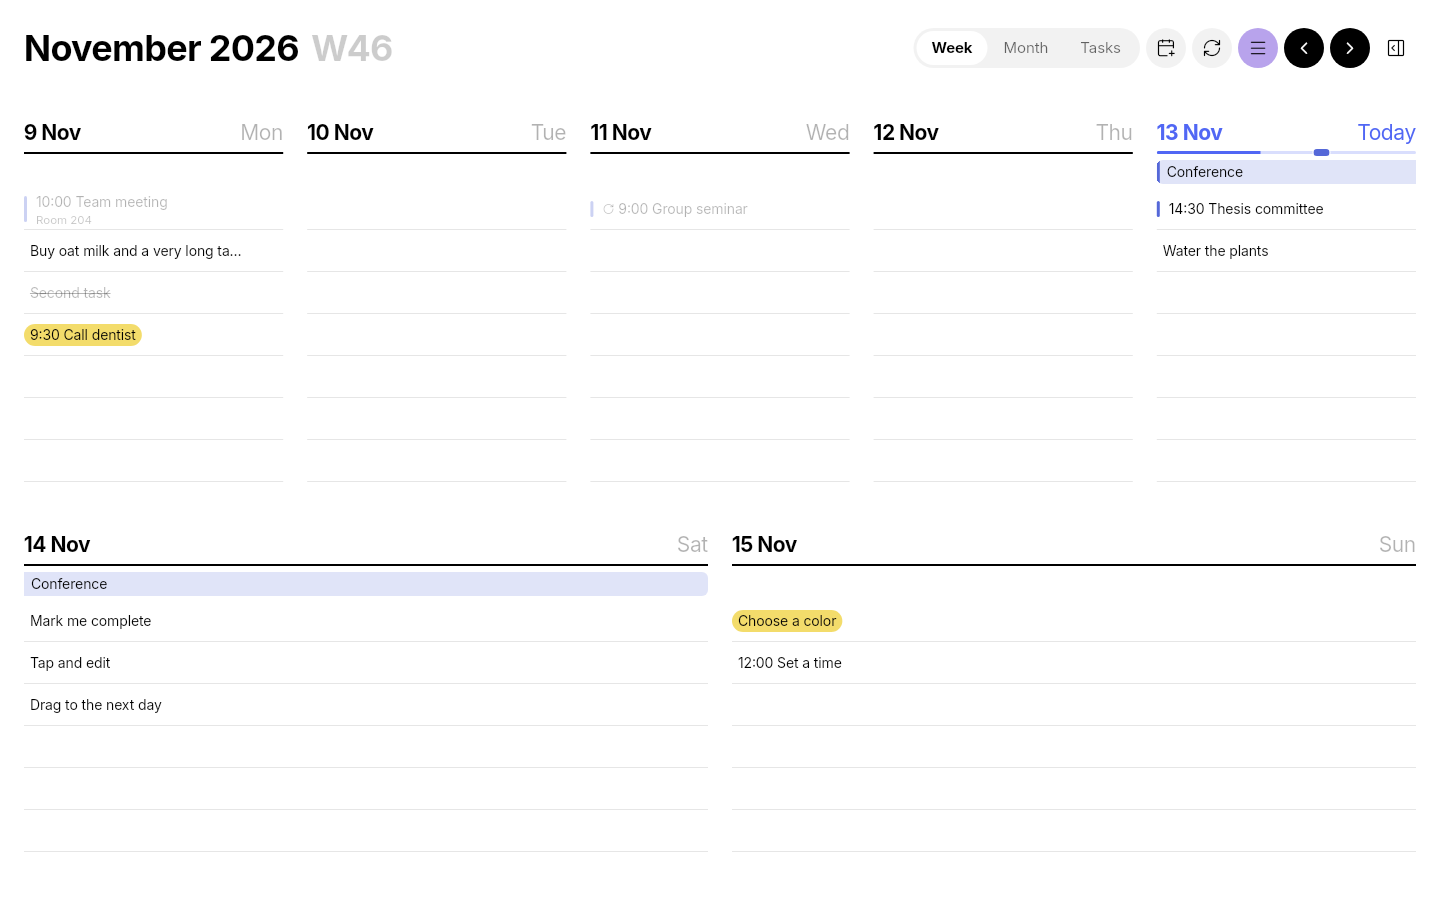 November 2026 W46
Week Month Tasks
9 Nov Mon
10:00 Team meeting
Room 204
Buy oat milk and a very long ta...
Second task
9:30 Call dentist
10 Nov Tue
11 Nov Wed
9:00 Group seminar
12 Nov Thu
13 Nov Today
Conference
14:30 Thesis committee
Water the plants
14 Nov Sat
Conference
Mark me complete
Tap and edit
Drag to the next day
15 Nov Sun
Choose a color
12:00 Set a time